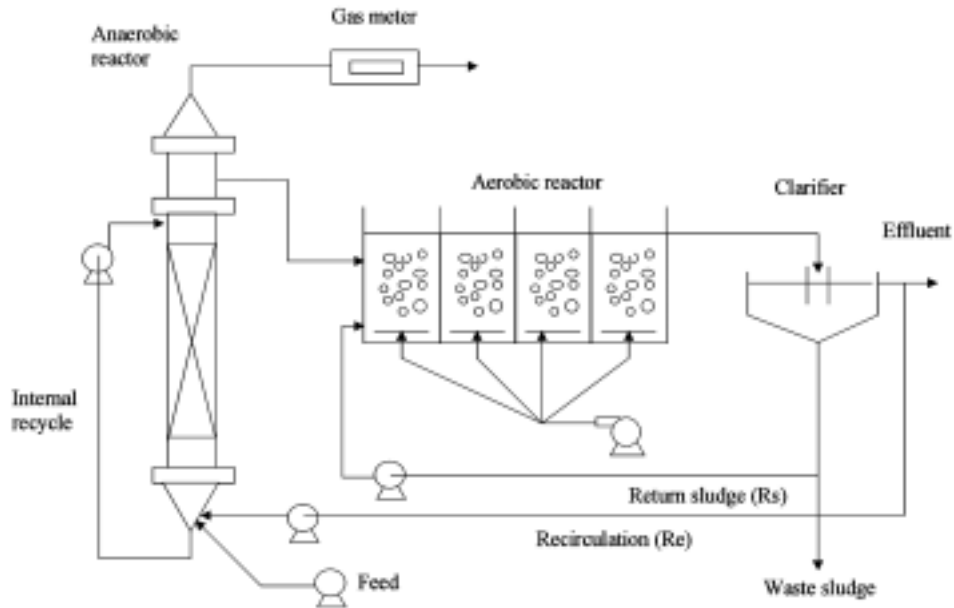 Gas meter
Anaerobic
reactor
Aerobic reactor
Clarifier
Effluent
Internal
recycle
Return sludge (Rs)
Recirculation (Re)
Feed
Waste sludge